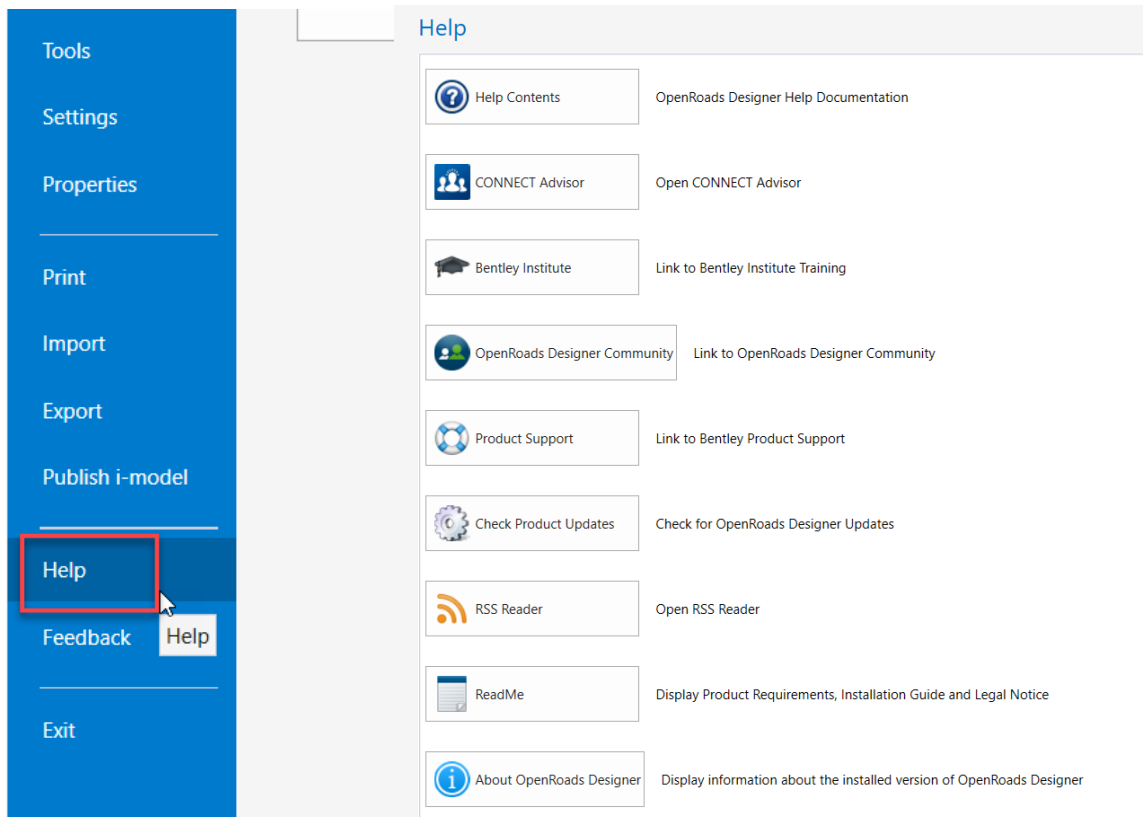 Tools
Settings
Properties
Print
Import
Export
Publish i-model
Help
Feedback
Help
Exit
Help
Help Contents OpenRoads Designer Help Documentation
CONNECT Advisor Open CONNECT Advisor
Bentley Institute Link to Bentley Institute Training
OpenRoads Designer Community Link to OpenRoads Designer Community
Product Support Link to Bentley Product Support
Check Product Updates Check for OpenRoads Designer Updates
RSS Reader Open RSS Reader
ReadMe Display Product Requirements, Installation Guide and Legal Notice
About OpenRoads Designer Display information about the installed version of OpenRoads Designer